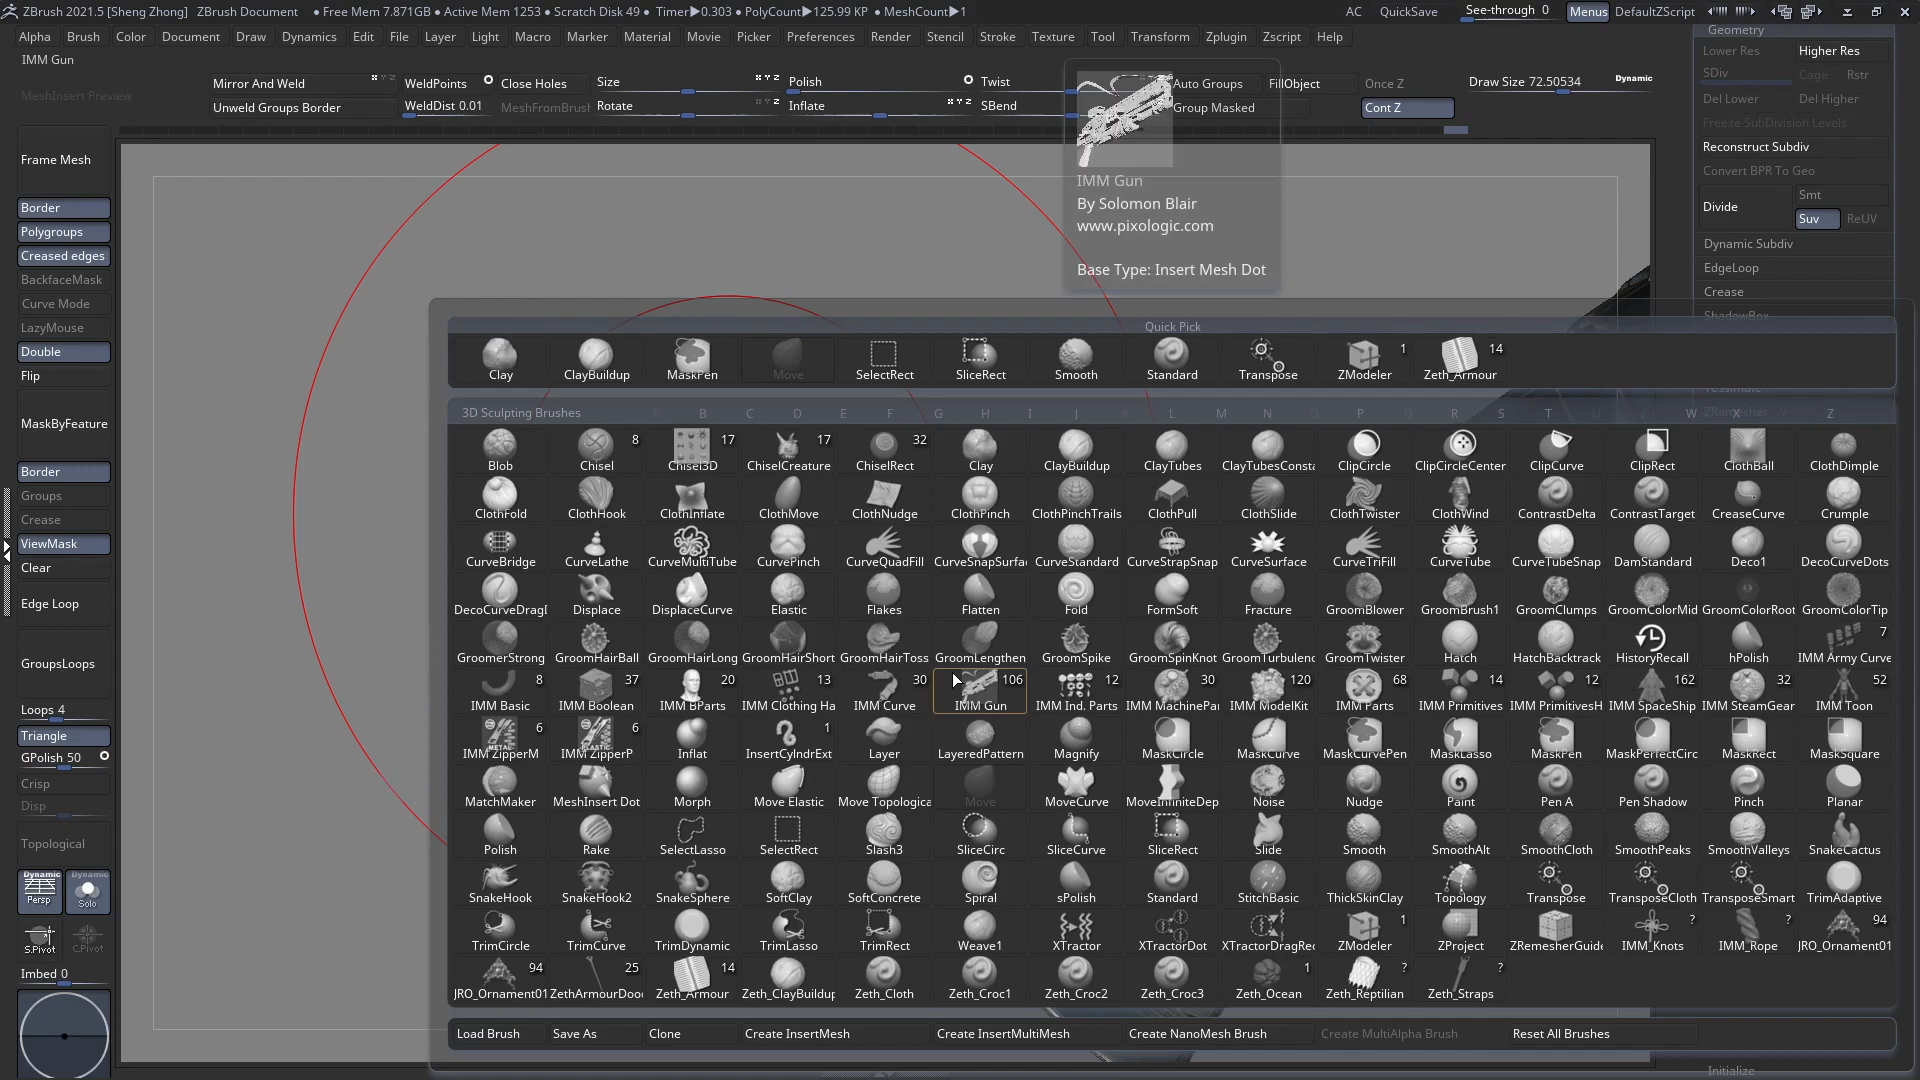 ZBrush 2021.5 [Sheng Zhong] ZBrush Document • Free Mem 7.871GB • Active Mem 1253 • Scratch Disk 49 • Timer▶0.303 • PolyCount▶125.99 KP • MeshCount▶1 AC QuickSave See-through 0 Menus DefaultZScript
Alpha Brush Color Document Draw Dynamics Edit File Layer Light Macro Marker Material Movie Picker Preferences Render Stencil Stroke Texture Tool Transform Zplugin Zscript Help
IMM Gun
MeshInsert Preview
Mirror And Weld WeldPoints Close Holes Size Polish Twist Auto Groups FillObject Once Z Draw Size 72.50534 Dynamic
Unweld Groups Border WeldDist 0.01 MeshFromBrush Rotate Inflate SBend Group Masked Cont Z
IMM Gun
By Solomon Blair
www.pixologic.com
Base Type: Insert Mesh Dot
Geometry
Lower Res Higher Res
SDiv Cage Rstr
Del Lower Del Higher
Freeze SubDivision Levels
Reconstruct Subdiv
Convert BPR To Geo
Divide Smt
Suv ReUV
Dynamic Subdiv
EdgeLoop
Crease
ShadowBox
Tessimate
ZRemesher
Initialize
Frame Mesh
Border
Polygroups
Creased edges
BackfaceMask
Curve Mode
LazyMouse
Double
Flip
MaskByFeature
Border
Groups
Crease
ViewMask
Clear
Edge Loop
GroupsLoops
Loops 4
Triangle
GPolish 50
Crisp
Disp
Topological
Dynamic Dynamic
Persp Solo
S.Pivot C.Pivot
Imbed 0
Quick Pick
1 14
Clay ClayBuildup MaskPen Move SelectRect SliceRect Smooth Standard Transpose ZModeler Zeth_Armour
3D Sculpting Brushes B C D E F G H I J K L M N O P Q R S T U V W X Z
8 17 17 32
Blob Chisel Chisel3D ChiselCreature ChiselRect Clay ClayBuildup ClayTubes ClayTubesConsta ClipCircle ClipCircleCenter ClipCurve ClipRect ClothBall ClothDimple
ClothFold ClothHook ClothInflate ClothMove ClothNudge ClothPinch ClothPinchTrails ClothPull ClothSlide ClothTwister ClothWind ContrastDelta ContrastTarget CreaseCurve Crumple
CurveBridge CurveLathe CurveMultiTube CurvePinch CurveQuadFill CurveSnapSurfa CurveStandard CurveStrapSnap CurveSurface CurveTriFill CurveTube CurveTubeSnap DamStandard Deco1 DecoCurveDots
DecoCurveDragD Displace DisplaceCurve Elastic Flakes Flatten Fold FormSoft Fracture GroomBlower GroomBrush1 GroomClumps GroomColorMid GroomColorRoot GroomColorTip
7
GroomerStrong GroomHairBall GroomHairLong GroomHairShort GroomHairToss GroomLengthen GroomSpike GroomSpinKnot GroomTurbulenc GroomTwister Hatch HatchBacktrack HistoryRecall hPolish IMM Army Curve
8 37 20 13 30 106 12 30 120 68 14 12 162 32 52
IMM Basic IMM Boolean IMM BParts IMM Clothing Ha IMM Curve IMM Gun IMM Ind. Parts IMM MachinePar IMM ModelKit IMM Parts IMM Primitives IMM PrimitivesH IMM SpaceShip IMM SteamGear IMM Toon
6 6 1
IMM ZipperM IMM ZipperP Inflat InsertCylndrExt Layer LayeredPattern Magnify MaskCircle MaskCurve MaskCurvePen MaskLasso MaskPen MaskPerfectCirc MaskRect MaskSquare
MatchMaker MeshInsert Dot Morph Move Elastic Move Topologica Move MoveCurve MoveInfiniteDep Noise Nudge Paint Pen A Pen Shadow Pinch Planar
Polish Rake SelectLasso SelectRect Slash3 SliceCirc SliceCurve SliceRect Slide Smooth SmoothAlt SmoothCloth SmoothPeaks SmoothValleys SnakeCactus
SnakeHook SnakeHook2 SnakeSphere SoftClay SoftConcrete Spiral sPolish Standard StitchBasic ThickSkinClay Topology Transpose TransposeCloth TransposeSmart TrimAdaptive
1 ? ? 94
TrimCircle TrimCurve TrimDynamic TrimLasso TrimRect Weave1 XTractor XTractorDot XTractorDragRec ZModeler ZProject ZRemesherGuide IMM_Knots IMM_Rope JRO_Ornament01
94 25 14 1 ? ?
JRO_Ornament01 ZethArmourDoo Zeth_Armour Zeth_ClayBuildup Zeth_Cloth Zeth_Croc1 Zeth_Croc2 Zeth_Croc3 Zeth_Ocean Zeth_Reptilian Zeth_Straps
Load Brush Save As Clone Create InsertMesh Create InsertMultiMesh Create NanoMesh Brush Create MultiAlpha Brush Reset All Brushes